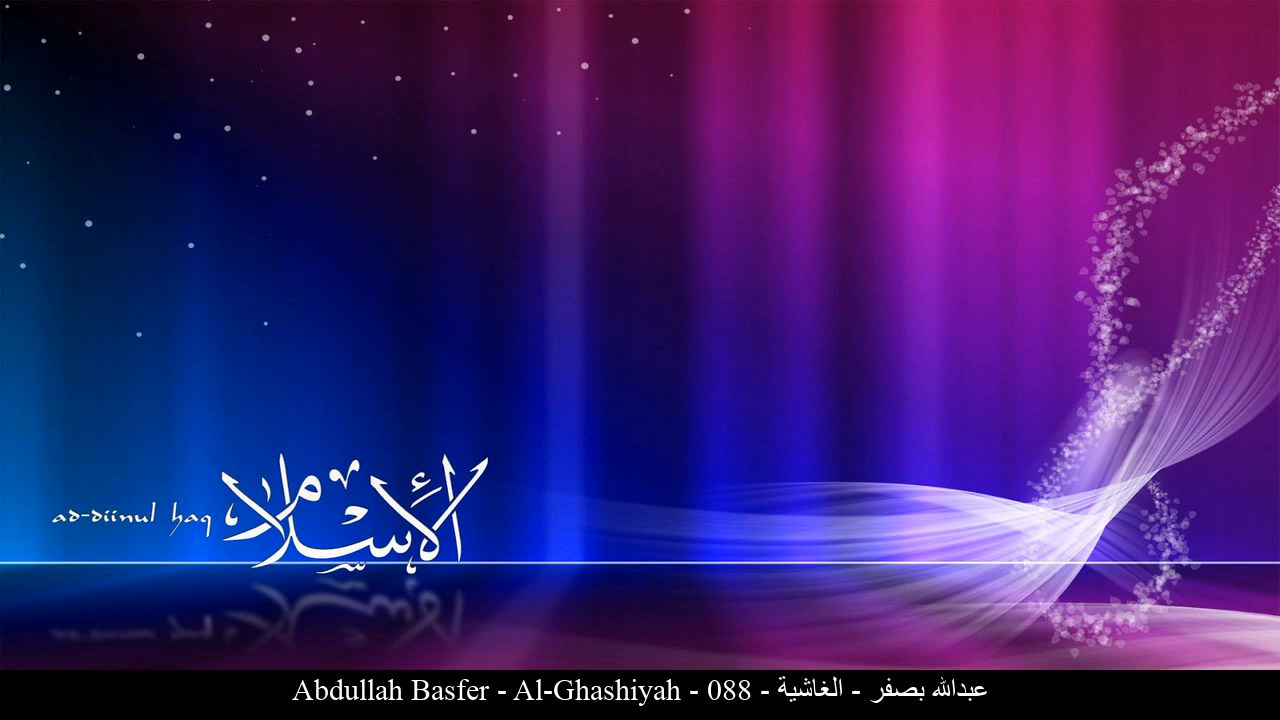 ad-diinul haq الإسلام
Abdullah Basfer - Al-Ghashiyah - 088 - عبدالله بصفر - الغاشية